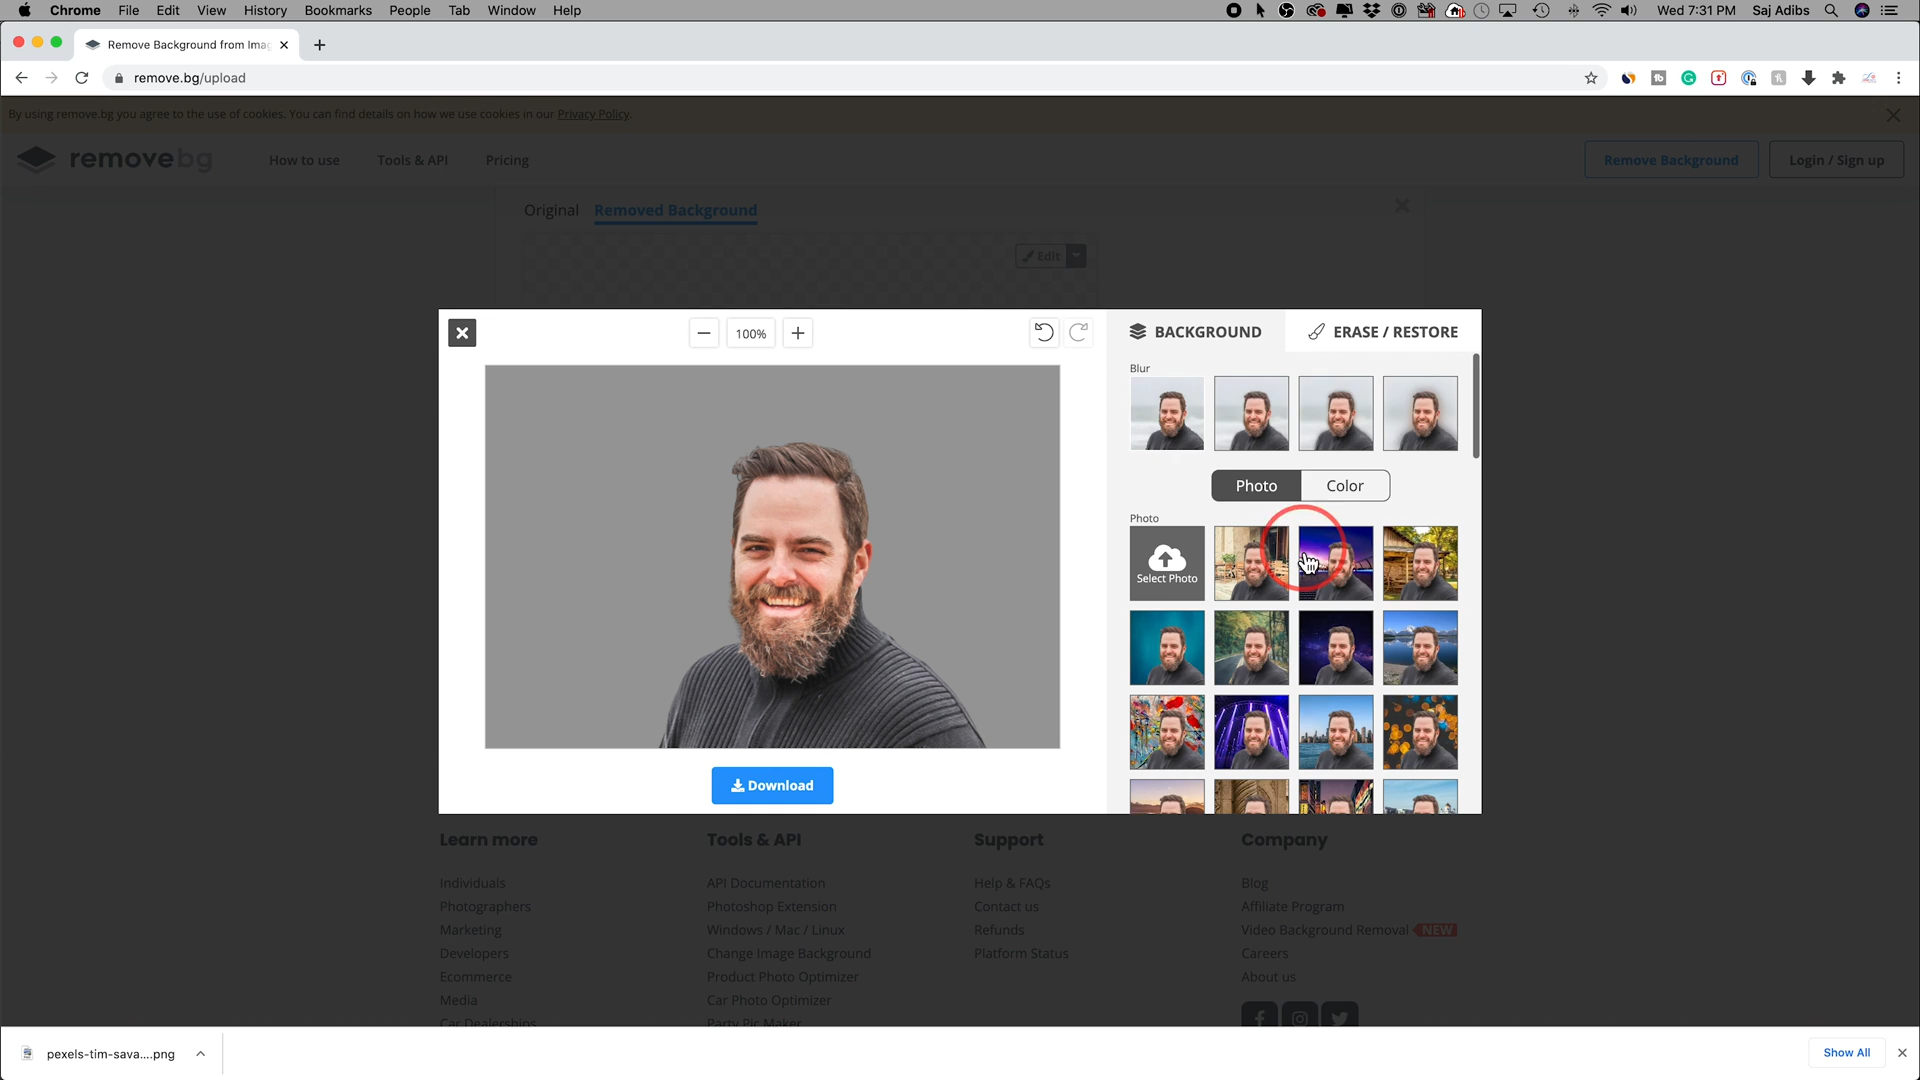 Chrome File Edit View History Bookmarks People Tab Window Help Wed 7:31 PM Saj Adibs
Remove Background from Imag
remove.bg/upload
By using remove.bg you agree to the use of cookies. You can find details on how we use cookies in our Privacy Policy.
removebg How to use Tools & API Pricing Remove Background Login / Sign up
Original Removed Background
Edit
100% BACKGROUND ERASE / RESTORE
Blur
Photo Color
Photo
Select Photo
Download
Learn more Tools & API Support Company
Individuals API Documentation Help & FAQs Blog
Photographers Photoshop Extension Contact us Affiliate Program
Marketing Windows / Mac / Linux Refunds Video Background Removal NEW
Developers Change Image Background Platform Status Careers
Ecommerce Product Photo Optimizer About us
Media Car Photo Optimizer
Car Dealerships Party Pic Maker
pexels-tim-sava....png Show All